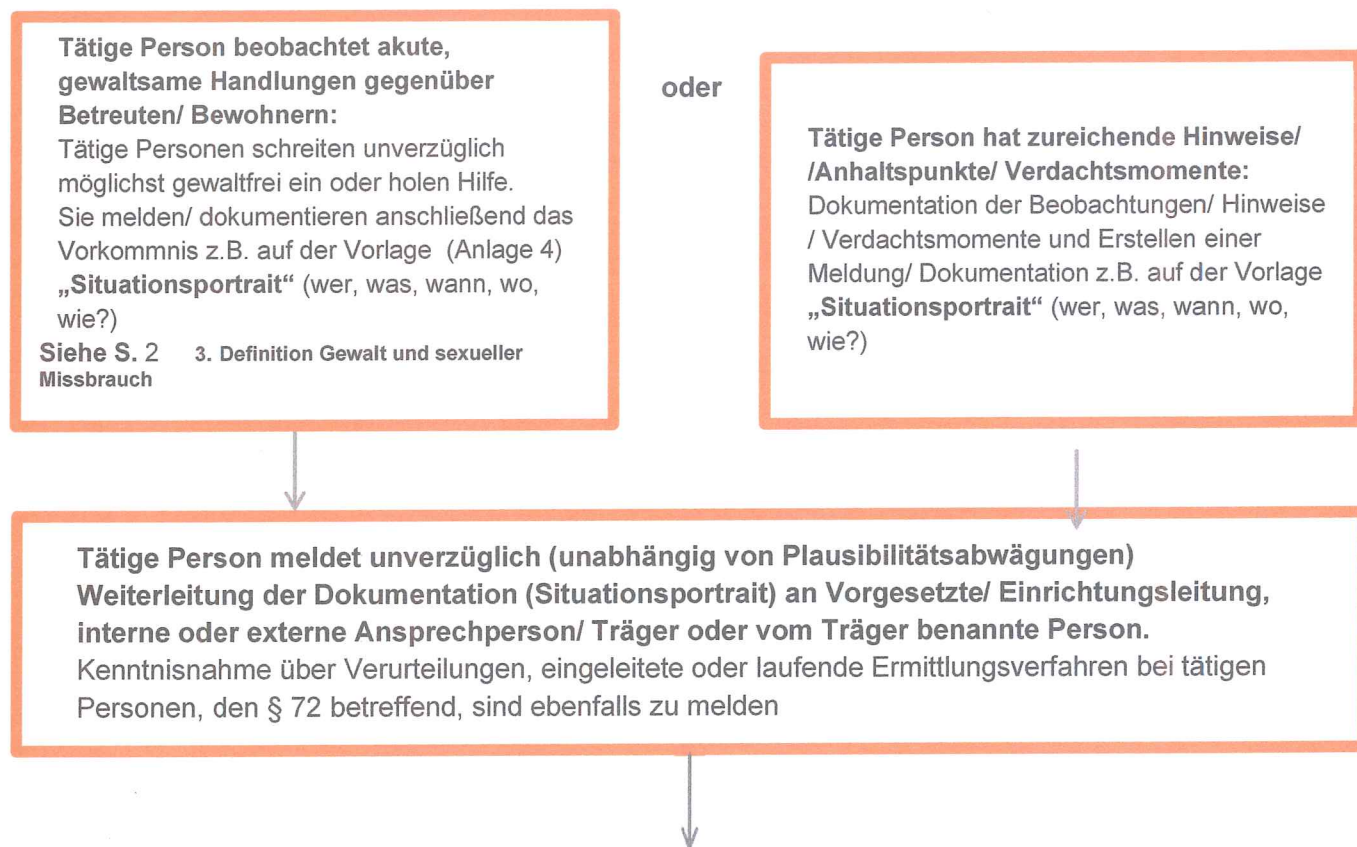 Tätige Person beobachtet akute,
gewaltsame Handlungen gegenüber
Betreuten/ Bewohnern:
Tätige Personen schreiten unverzüglich
möglichst gewaltfrei ein oder holen Hilfe.
Sie melden/ dokumentieren anschließend das
Vorkommnis z.B. auf der Vorlage (Anlage 4)
„Situationsportrait“ (wer, was, wann, wo,
wie?)
Siehe S. 2 3. Definition Gewalt und sexueller
Missbrauch
oder
Tätige Person hat zureichende Hinweise/
/Anhaltspunkte/ Verdachtsmomente:
Dokumentation der Beobachtungen/ Hinweise
/ Verdachtsmomente und Erstellen einer
Meldung/ Dokumentation z.B. auf der Vorlage
„Situationsportrait“ (wer, was, wann, wo,
wie?)
Tätige Person meldet unverzüglich (unabhängig von Plausibilitätsabwägungen)
Weiterleitung der Dokumentation (Situationsportrait) an Vorgesetzte/ Einrichtungsleitung,
interne oder externe Ansprechperson/ Träger oder vom Träger benannte Person.
Kenntnisnahme über Verurteilungen, eingeleitete oder laufende Ermittlungsverfahren bei tätigen
Personen, den § 72 betreffend, sind ebenfalls zu melden